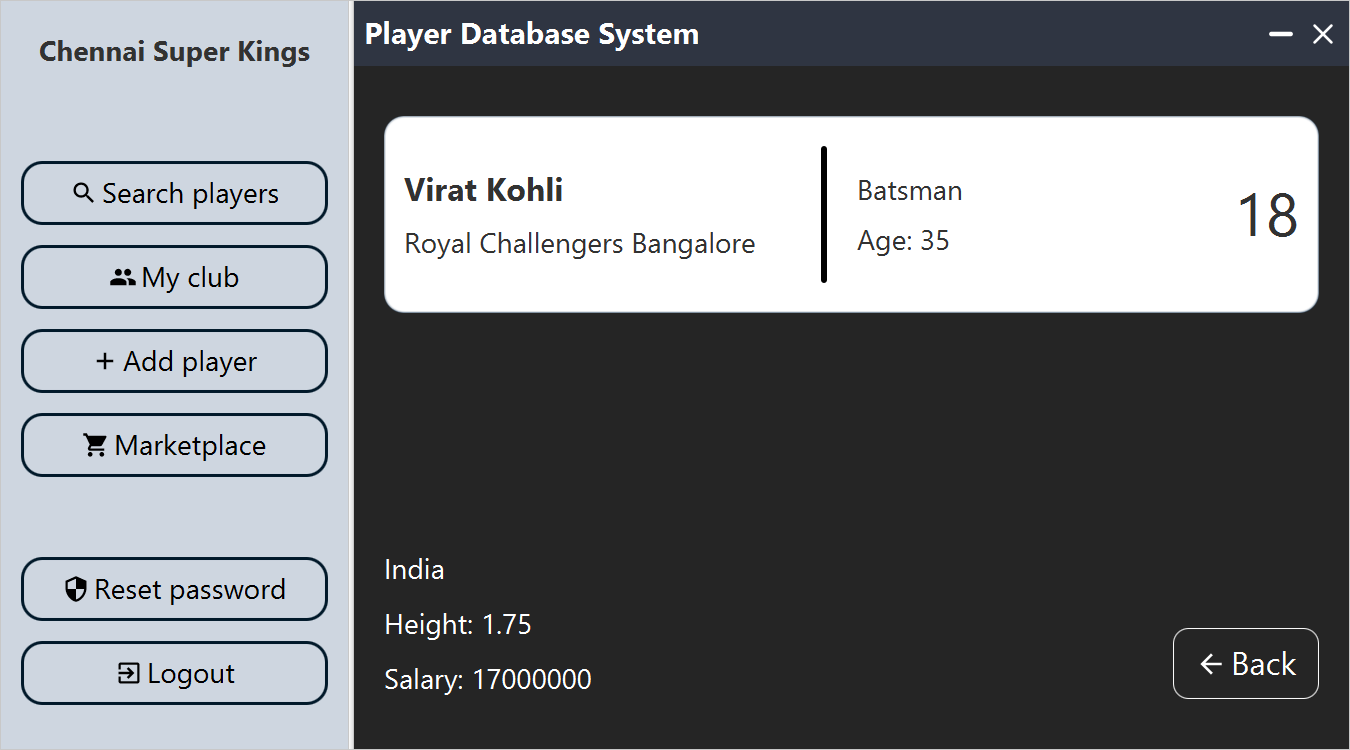 Chennai Super Kings
Search players
My club
Add player
Marketplace
Reset password
Logout
Player Database System
Virat Kohli
Royal Challengers Bangalore
Batsman
Age: 35
18
India
Height: 1.75
Salary: 17000000
Back